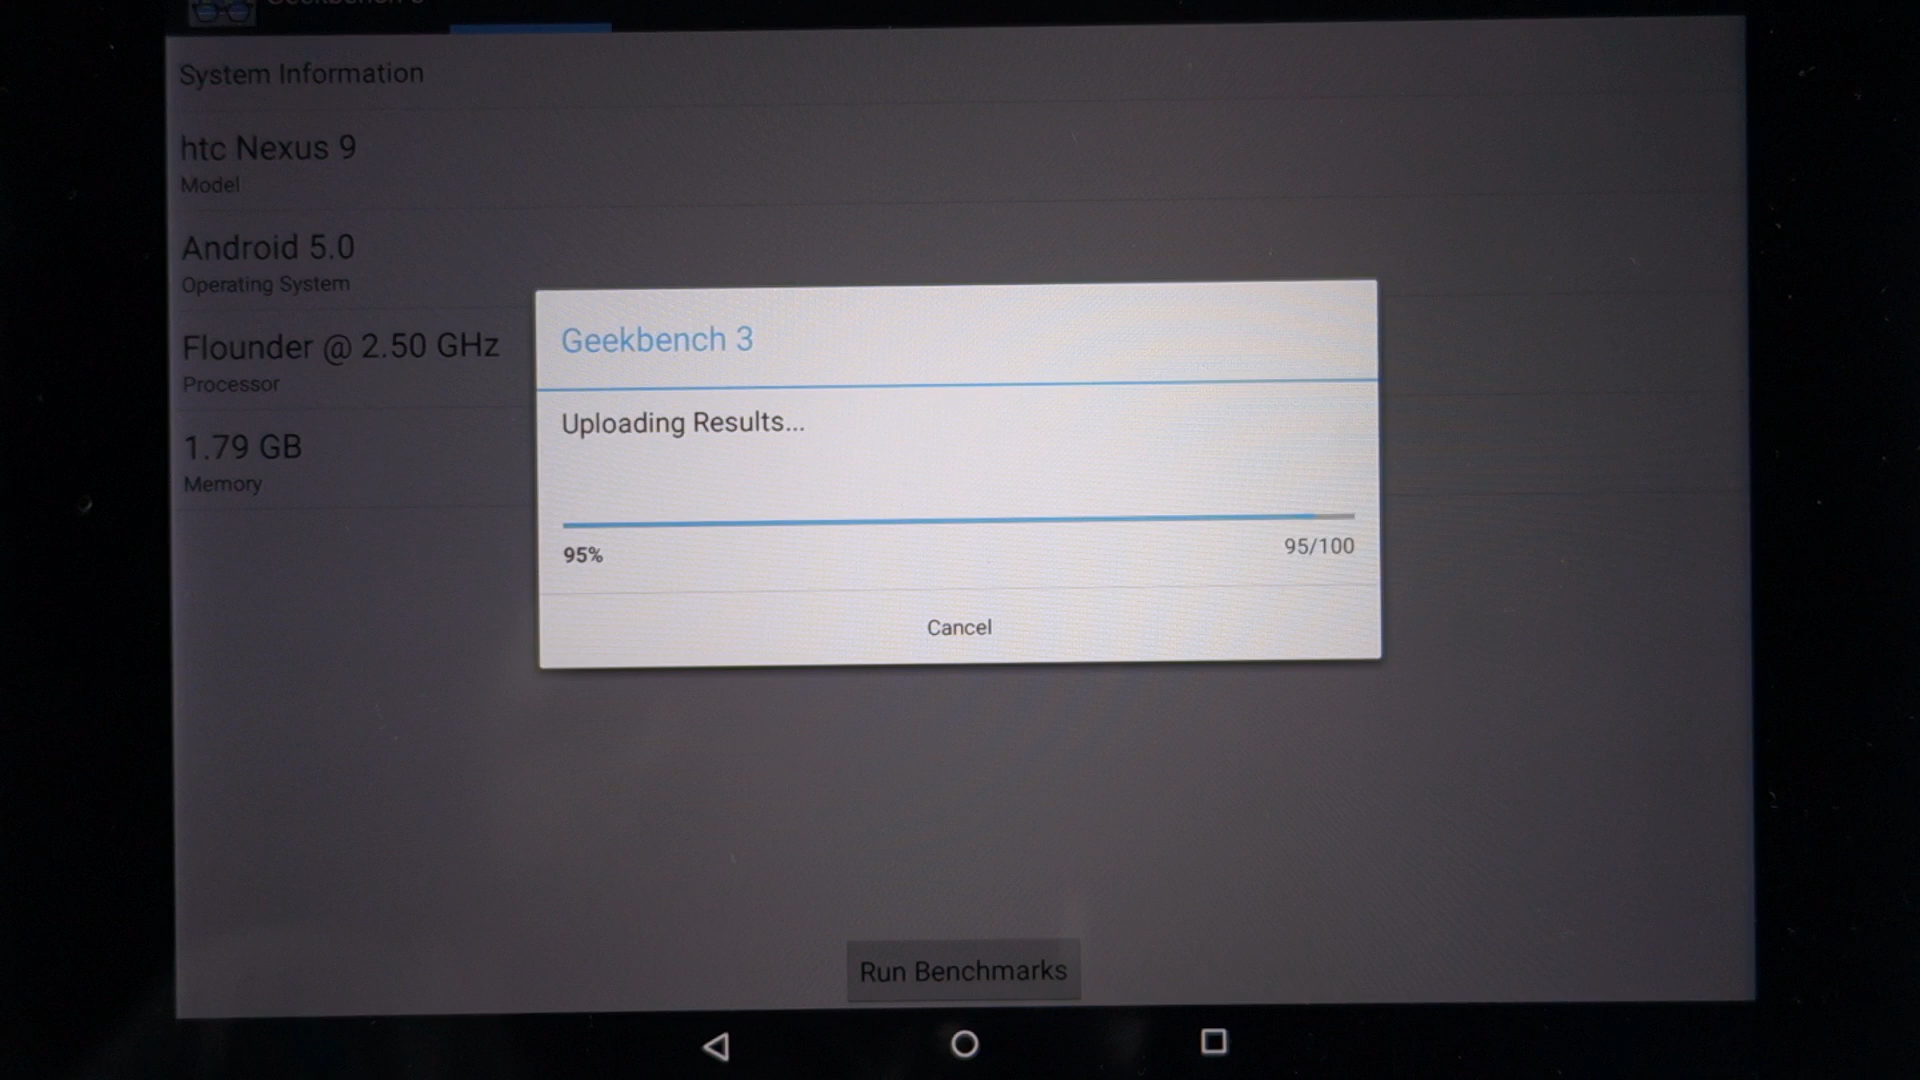 System Information
htc Nexus 9
Model
Android 5.0
Operating System
Flounder @ 2.50 GHz
Processor
1.79 GB
Memory
Geekbench 3
Uploading Results...
95%
95/100
Cancel
Run Benchmarks